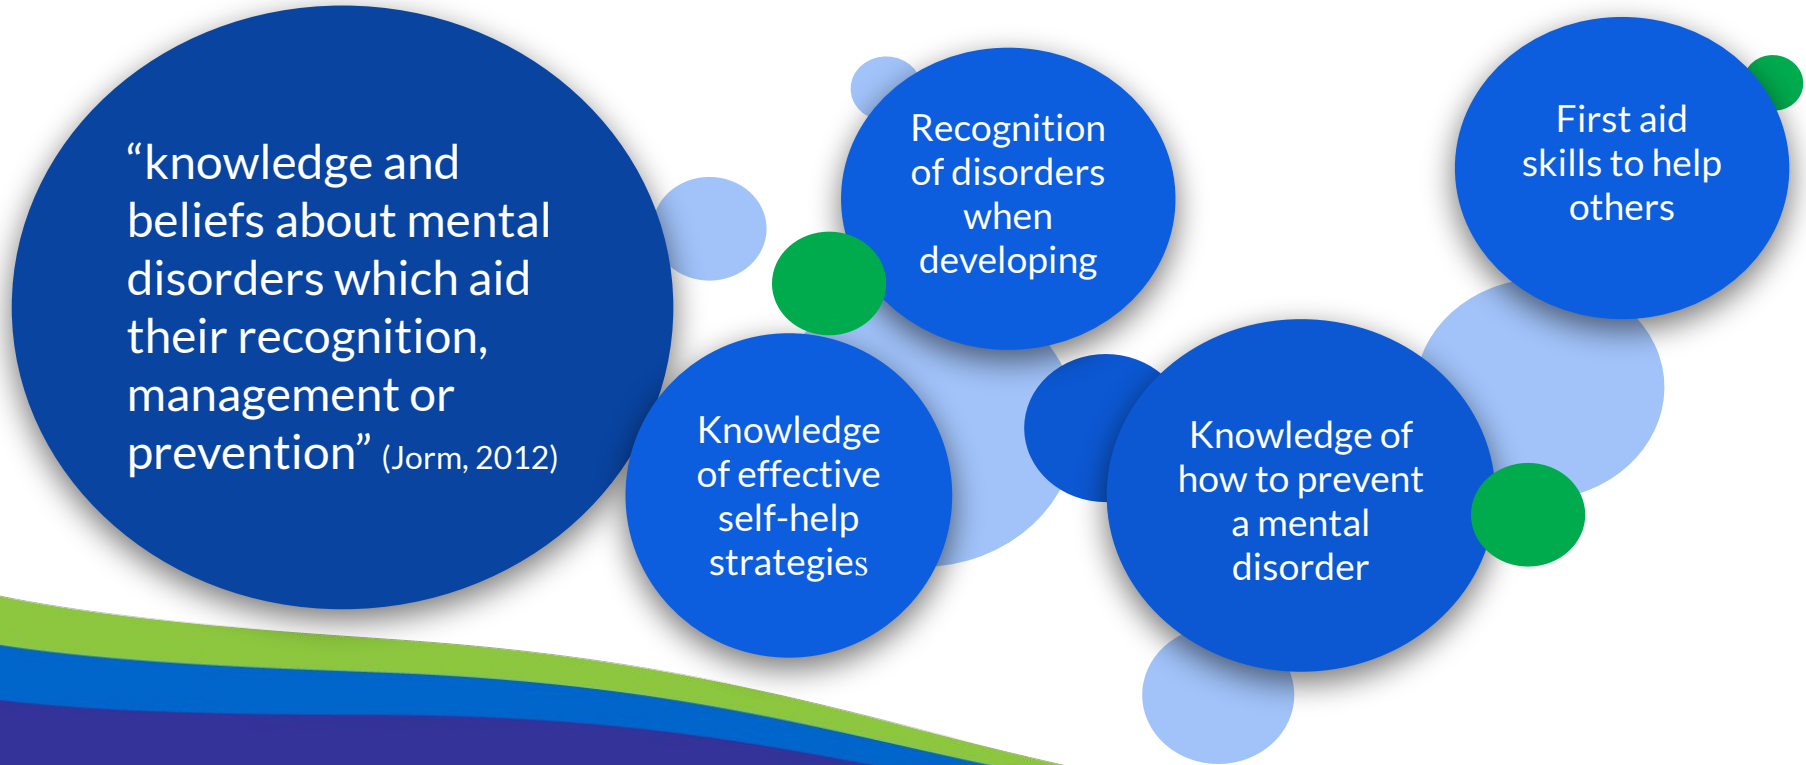 “knowledge and
beliefs about mental
disorders which aid
their recognition,
management or
prevention” (Jorm, 2012)
Knowledge
of effective
self-help
strategies
Recognition
of disorders
when
developing
Knowledge of
how to prevent
a mental
disorder
First aid
skills to help
others